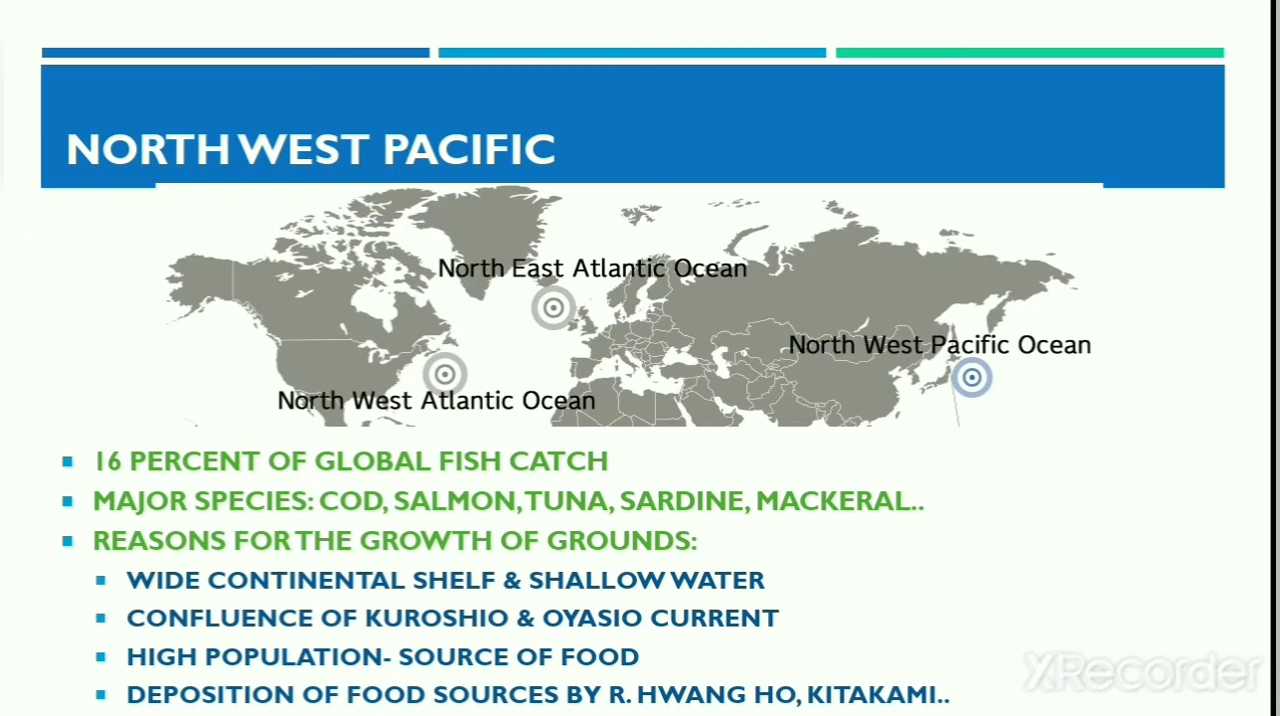 NORTH WEST PACIFIC
North East Atlantic Ocean
North West Pacific Ocean
North West Atlantic Ocean
16 PERCENT OF GLOBAL FISH CATCH
MAJOR SPECIES: COD, SALMON, TUNA, SARDINE, MACKERAL..
REASONS FOR THE GROWTH OF GROUNDS:
WIDE CONTINENTAL SHELF & SHALLOW WATER
CONFLUENCE OF KUROSHIO & OYASIO CURRENT
HIGH POPULATION- SOURCE OF FOOD
DEPOSITION OF FOOD SOURCES BY R. HWANG HO, KITAKAMI..
XRecorder